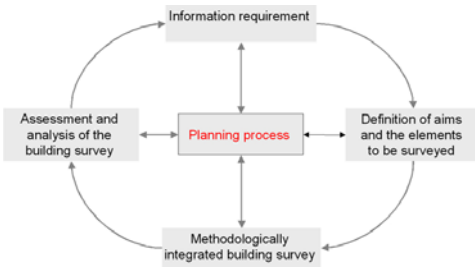 Information requirement
Assessment and
analysis of the
building survey
Planning process
Definition of aims
and the elements
to be surveyed
Methodologically
integrated building survey